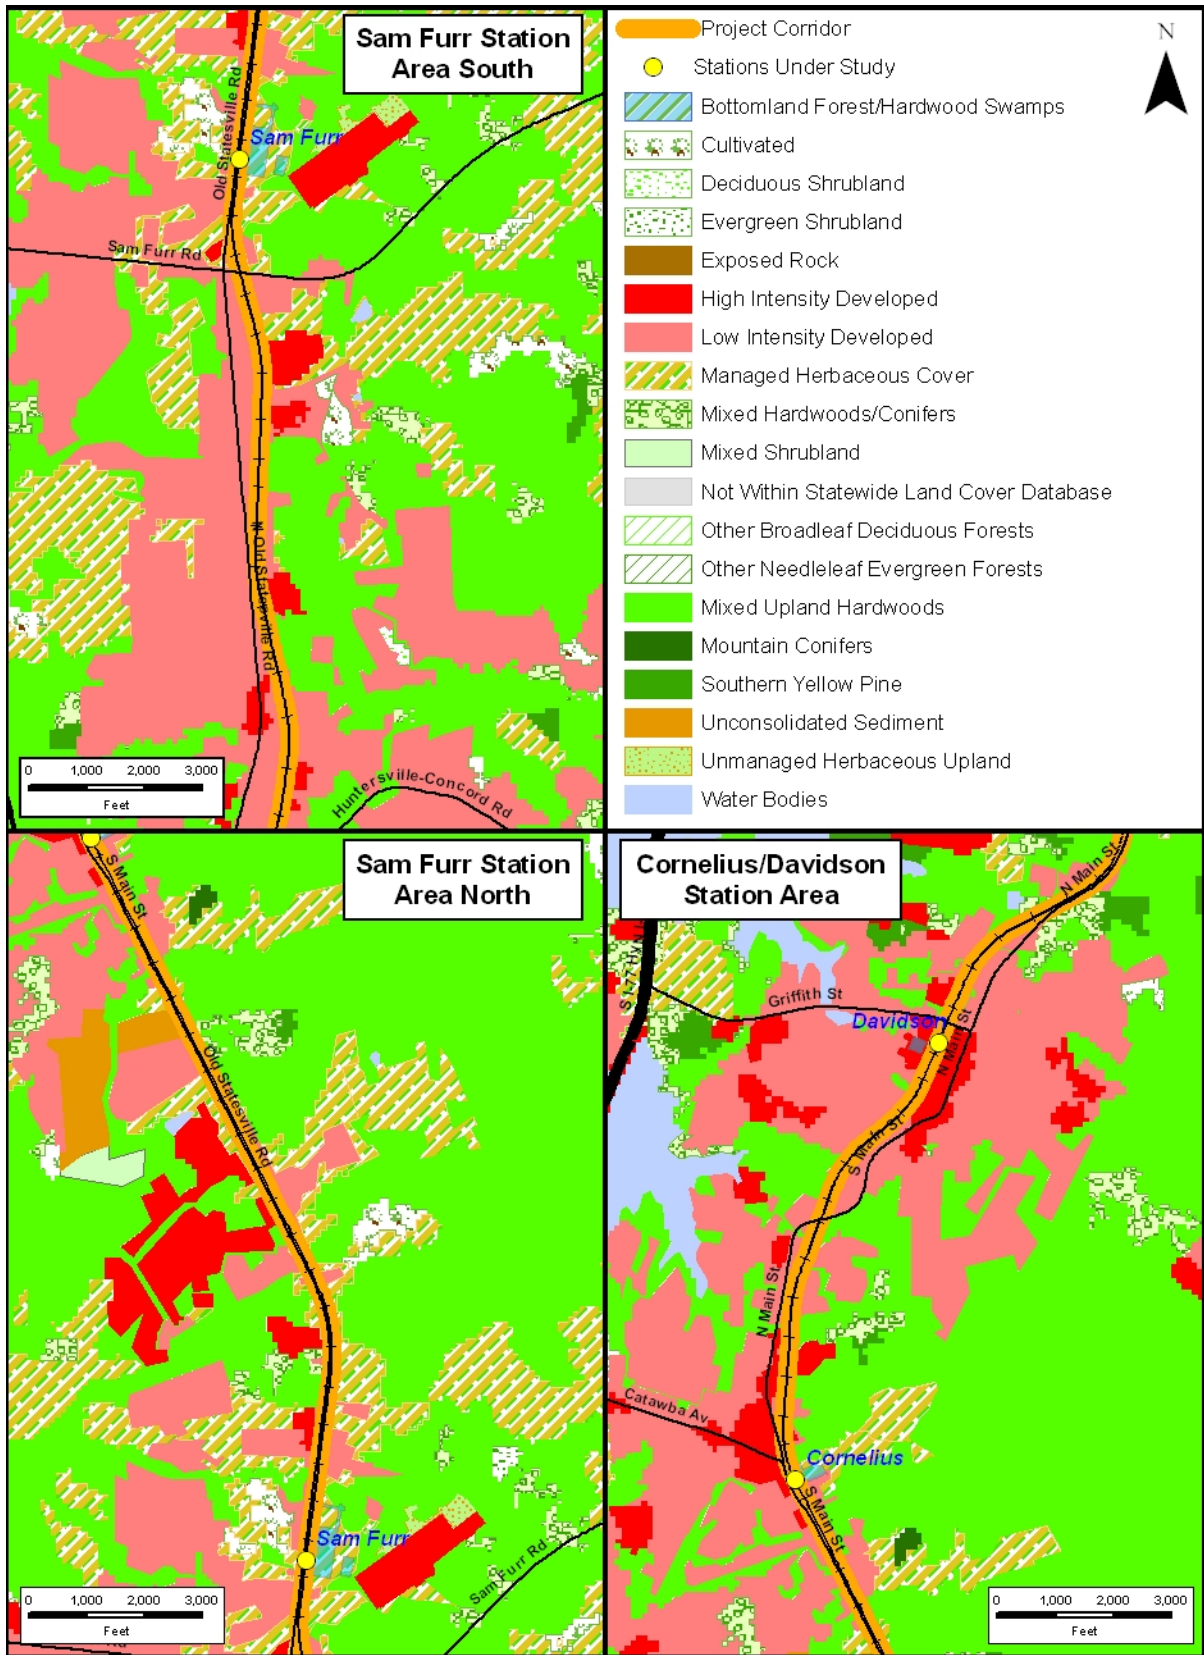 Sam Furr Station
Area South
Old Statesville Rd
Sam Furr
Sam Furr Rd
N Old Statesville Rd
Huntersville-Concord Rd
0 1,000 2,000 3,000
Feet
Project Corridor
N
Stations Under Study
Bottomland Forest/Hardwood Swamps
Cultivated
Deciduous Shrubland
Evergreen Shrubland
Exposed Rock
High Intensity Developed
Low Intensity Developed
Managed Herbaceous Cover
Mixed Hardwoods/Conifers
Mixed Shrubland
Not Within Statewide Land Cover Database
Other Broadleaf Deciduous Forests
Other Needleleaf Evergreen Forests
Mixed Upland Hardwoods
Mountain Conifers
Southern Yellow Pine
Unconsolidated Sediment
Unmanaged Herbaceous Upland
Water Bodies
Sam Furr Station
Area North
S Main St
Old Statesville Rd
Sam Furr
Sam Furr Rd
Rd
0 1,000 2,000 3,000
Feet
Cornelius/Davidson
Station Area
N Main St
S I-77
Griffith St
Davidson
N Main St
S Main St
N Main St
Catawba Av
Cornelius
S Main St
0 1,000 2,000 3,000
Feet